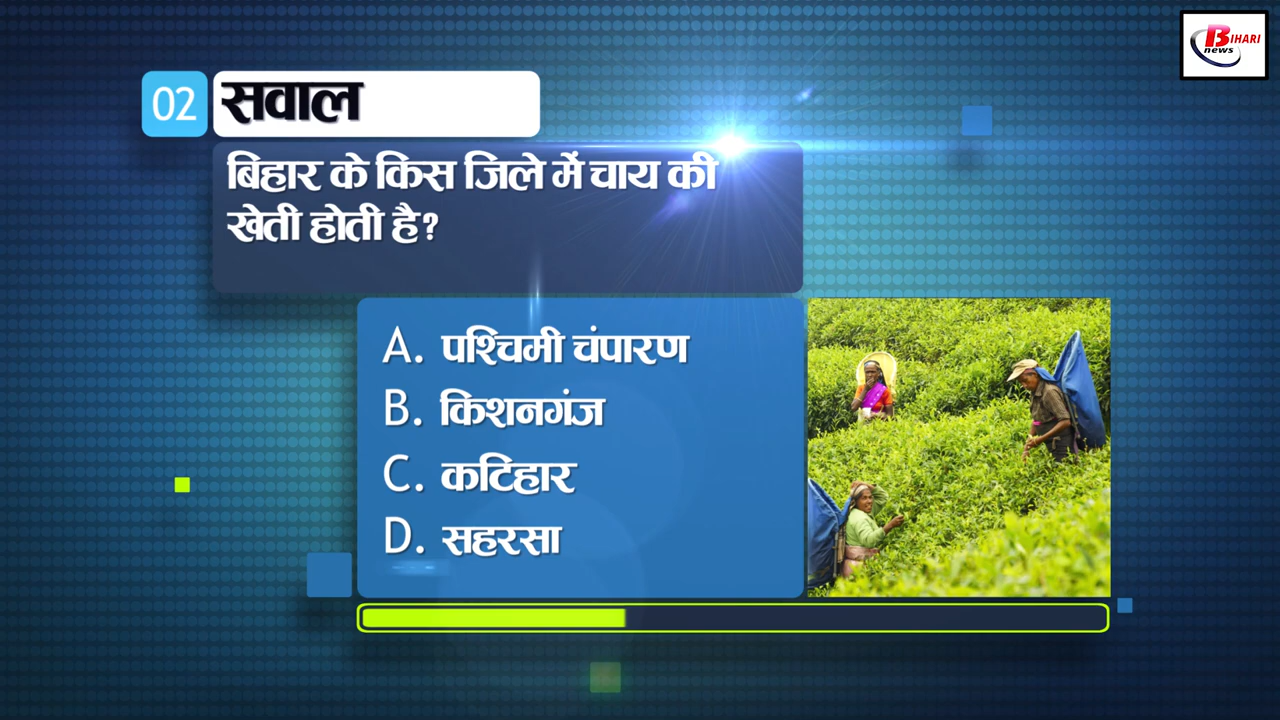 BIHARI
news
02 सवाल
बिहार के किस जिले में चाय की
खेती होती है?
A. पश्चिमी चंपारण
B. किशनगंज
C. कटिहार
D. सहरसा